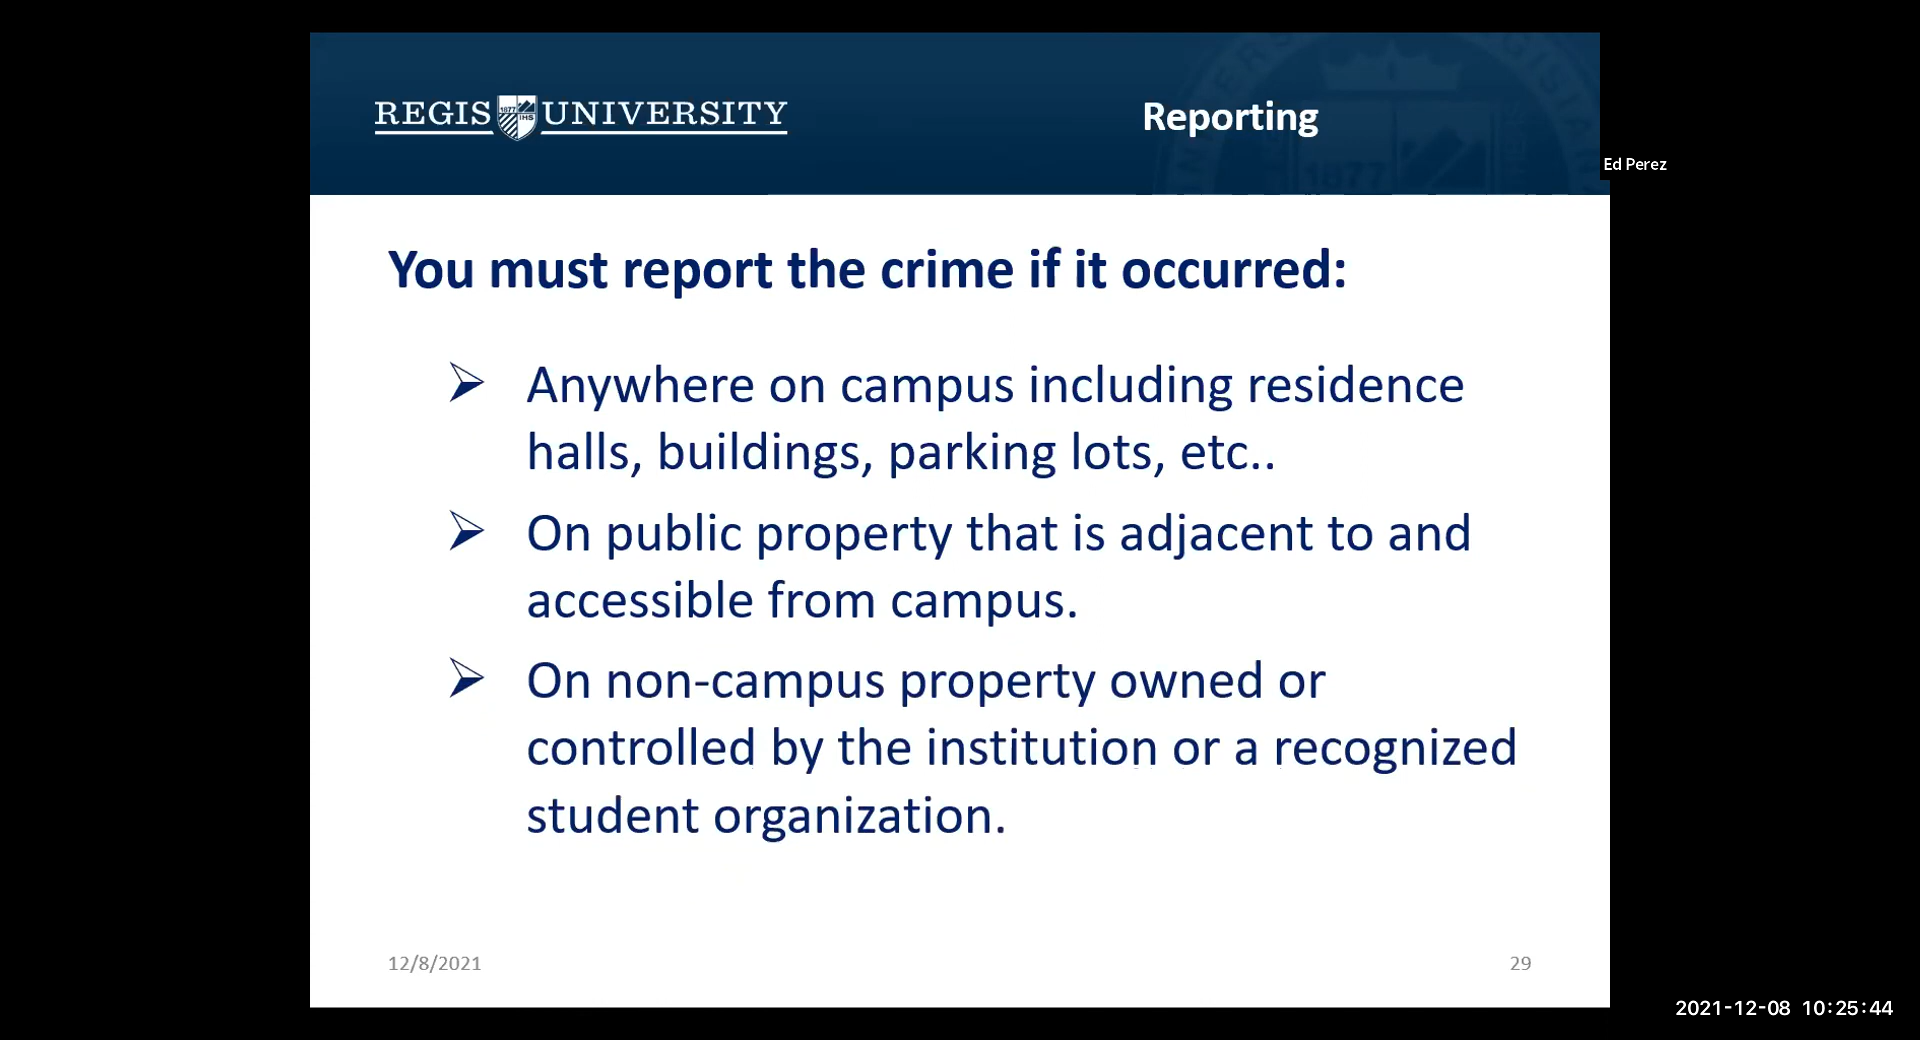 REGIS UNIVERSITY
1877
IHS
Reporting
1877
Ed Perez
You must report the crime if it occurred:
➢ Anywhere on campus including residence
halls, buildings, parking lots, etc..
➢ On public property that is adjacent to and
accessible from campus.
➢ On non-campus property owned or
controlled by the institution or a recognized
student organization.
12/8/2021
29
2021-12-08 10:25:44